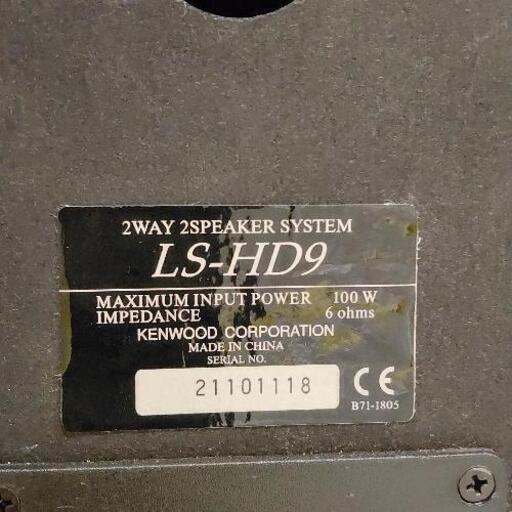 2WAY 2SPEAKER SYSTEM
LS-HD9
MAXIMUM INPUT POWER 100 W
IMPEDANCE 6 ohms
KENWOOD CORPORATION
MADE IN CHINA
SERIAL NO.
21101118
CE
B71-1805